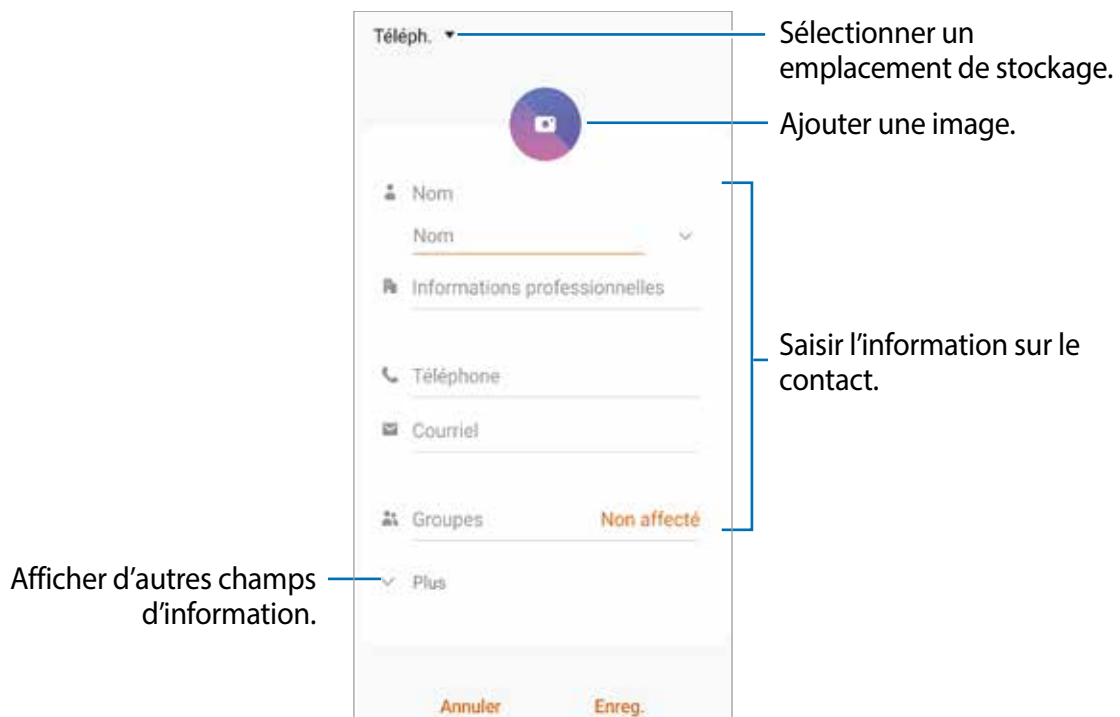 Téléph.
Sélectionner un
emplacement de stockage.
Ajouter une image.
Nom
Nom
Informations professionnelles
Téléphone
Saisir l'information sur le
contact.
Courriel
Groupes Non affecté
Afficher d'autres champs
d'information.
Plus
Annuler Enreg.